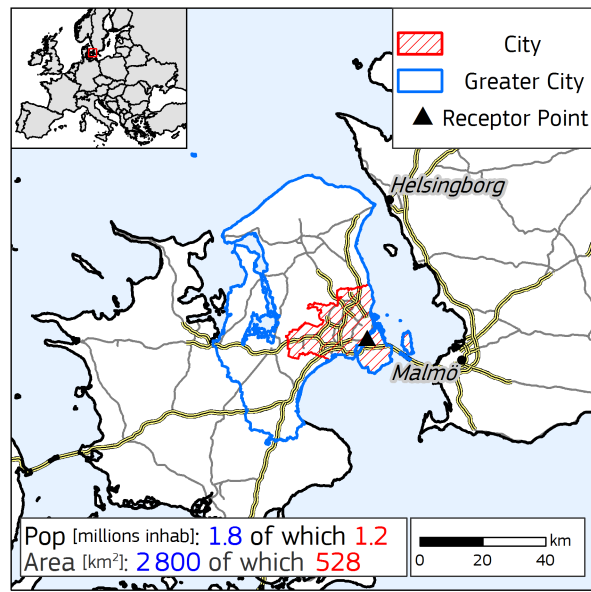 City
Greater City
Receptor Point
Helsingborg
Malmö
Pop [millions inhab]: 1.8 of which 1.2
Area [km²]: 2 800 of which 528
km
0 20 40